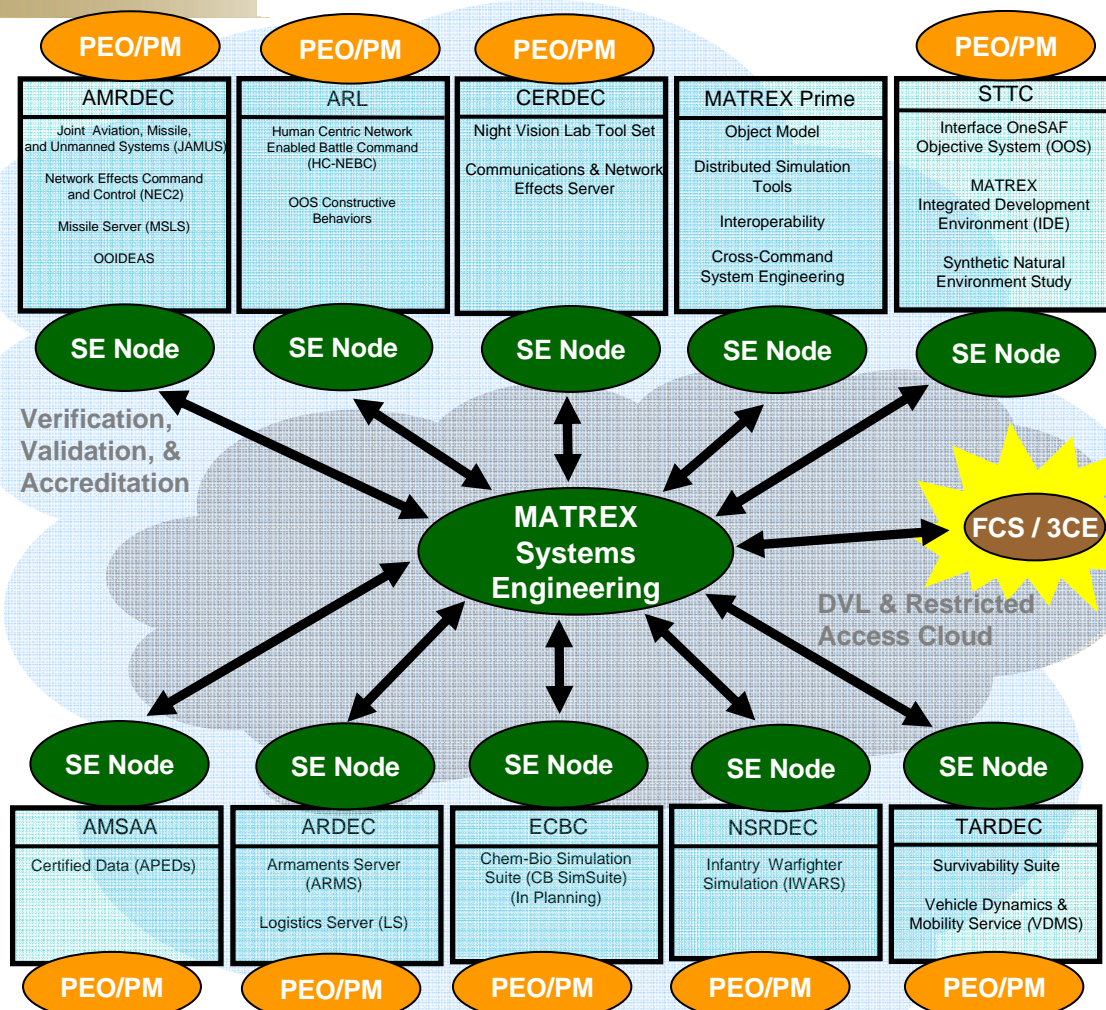 PEO/PM
PEO/PM
PEO/PM
PEO/PM
AMRDEC
Joint Aviation, Missile,
and Unmanned Systems (JAMUS)
Network Effects Command
and Control (NEC2)
Missile Server (MSLS)
OOIDEAS
ARL
Human Centric Network
Enabled Battle Command
(HC-NEBC)
OOS Constructive
Behaviors
CERDEC
Night Vision Lab Tool Set
Communications & Network
Effects Server
MATREX Prime
Object Model
Distributed Simulation
Tools
Interoperability
Cross-Command
System Engineering
STTC
Interface OneSAF
Objective System (OOS)
MATREX
Integrated Development
Environment (IDE)
Synthetic Natural
Environment Study
SE Node
SE Node
SE Node
SE Node
SE Node
Verification,
Validation, &
Accreditation
MATREX
Systems
Engineering
FCS / 3CE
DVL & Restricted
Access Cloud
SE Node
SE Node
SE Node
SE Node
SE Node
AMSAA
Certified Data (APEDs)
ARDEC
Armaments Server
(ARMS)
Logistics Server (LS)
ECBC
Chem-Bio Simulation
Suite (CB SimSuite)
(In Planning)
NSRDEC
Infantry Warfighter
Simulation (IWARS)
TARDEC
Survivability Suite
Vehicle Dynamics &
Mobility Service (VDMS)
PEO/PM
PEO/PM
PEO/PM
PEO/PM
PEO/PM